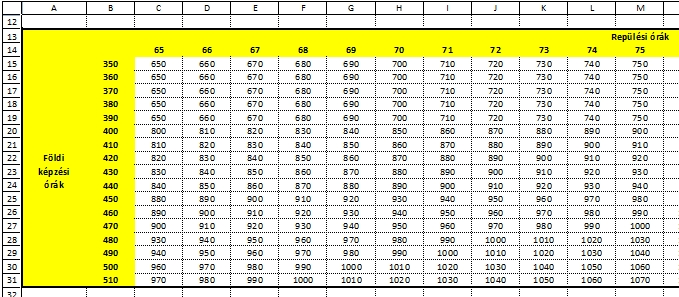 A B C D E F G H I J K L M
12
13 Repülési órák
14 65 66 67 68 69 70 71 72 73 74 75
15 350 650 660 670 680 690 700 710 720 730 740 750
16 360 650 660 670 680 690 700 710 720 730 740 750
17 370 650 660 670 680 690 700 710 720 730 740 750
18 380 650 660 670 680 690 700 710 720 730 740 750
19 390 650 660 670 680 690 700 710 720 730 740 750
20 400 800 810 820 830 840 850 860 870 880 890 900
21 410 810 820 830 840 850 860 870 880 890 900 910
22 Földi 420 820 830 840 850 860 870 880 890 900 910 920
23 képzési 430 830 840 850 860 870 880 890 900 910 920 930
24 órák 440 840 850 860 870 880 890 900 910 920 930 940
25 450 880 890 900 910 920 930 940 950 960 970 980
26 460 890 900 910 920 930 940 950 960 970 980 990
27 470 900 910 920 930 940 950 960 970 980 990 1000
28 480 930 940 950 960 970 980 990 1000 1010 1020 1030
29 490 940 950 960 970 980 990 1000 1010 1020 1030 1040
30 500 960 970 980 990 1000 1010 1020 1030 1040 1050 1060
31 510 970 980 990 1000 1010 1020 1030 1040 1050 1060 1070
32